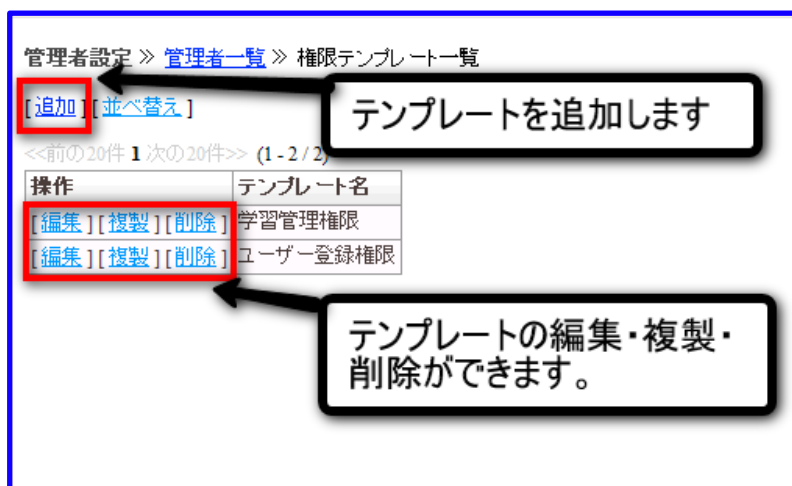 管理者設定 ≫ 管理者一覧 ≫ 権限テンプレート一覧
[追加][並べ替え]
テンプレートを追加します
<<前の20件 1 次の20件>> (1 - 2 / 2)
操作 テンプレート名
[編集][複製][削除] 学習管理権限
[編集][複製][削除] ユーザー登録権限
テンプレートの編集・複製・
削除ができます。